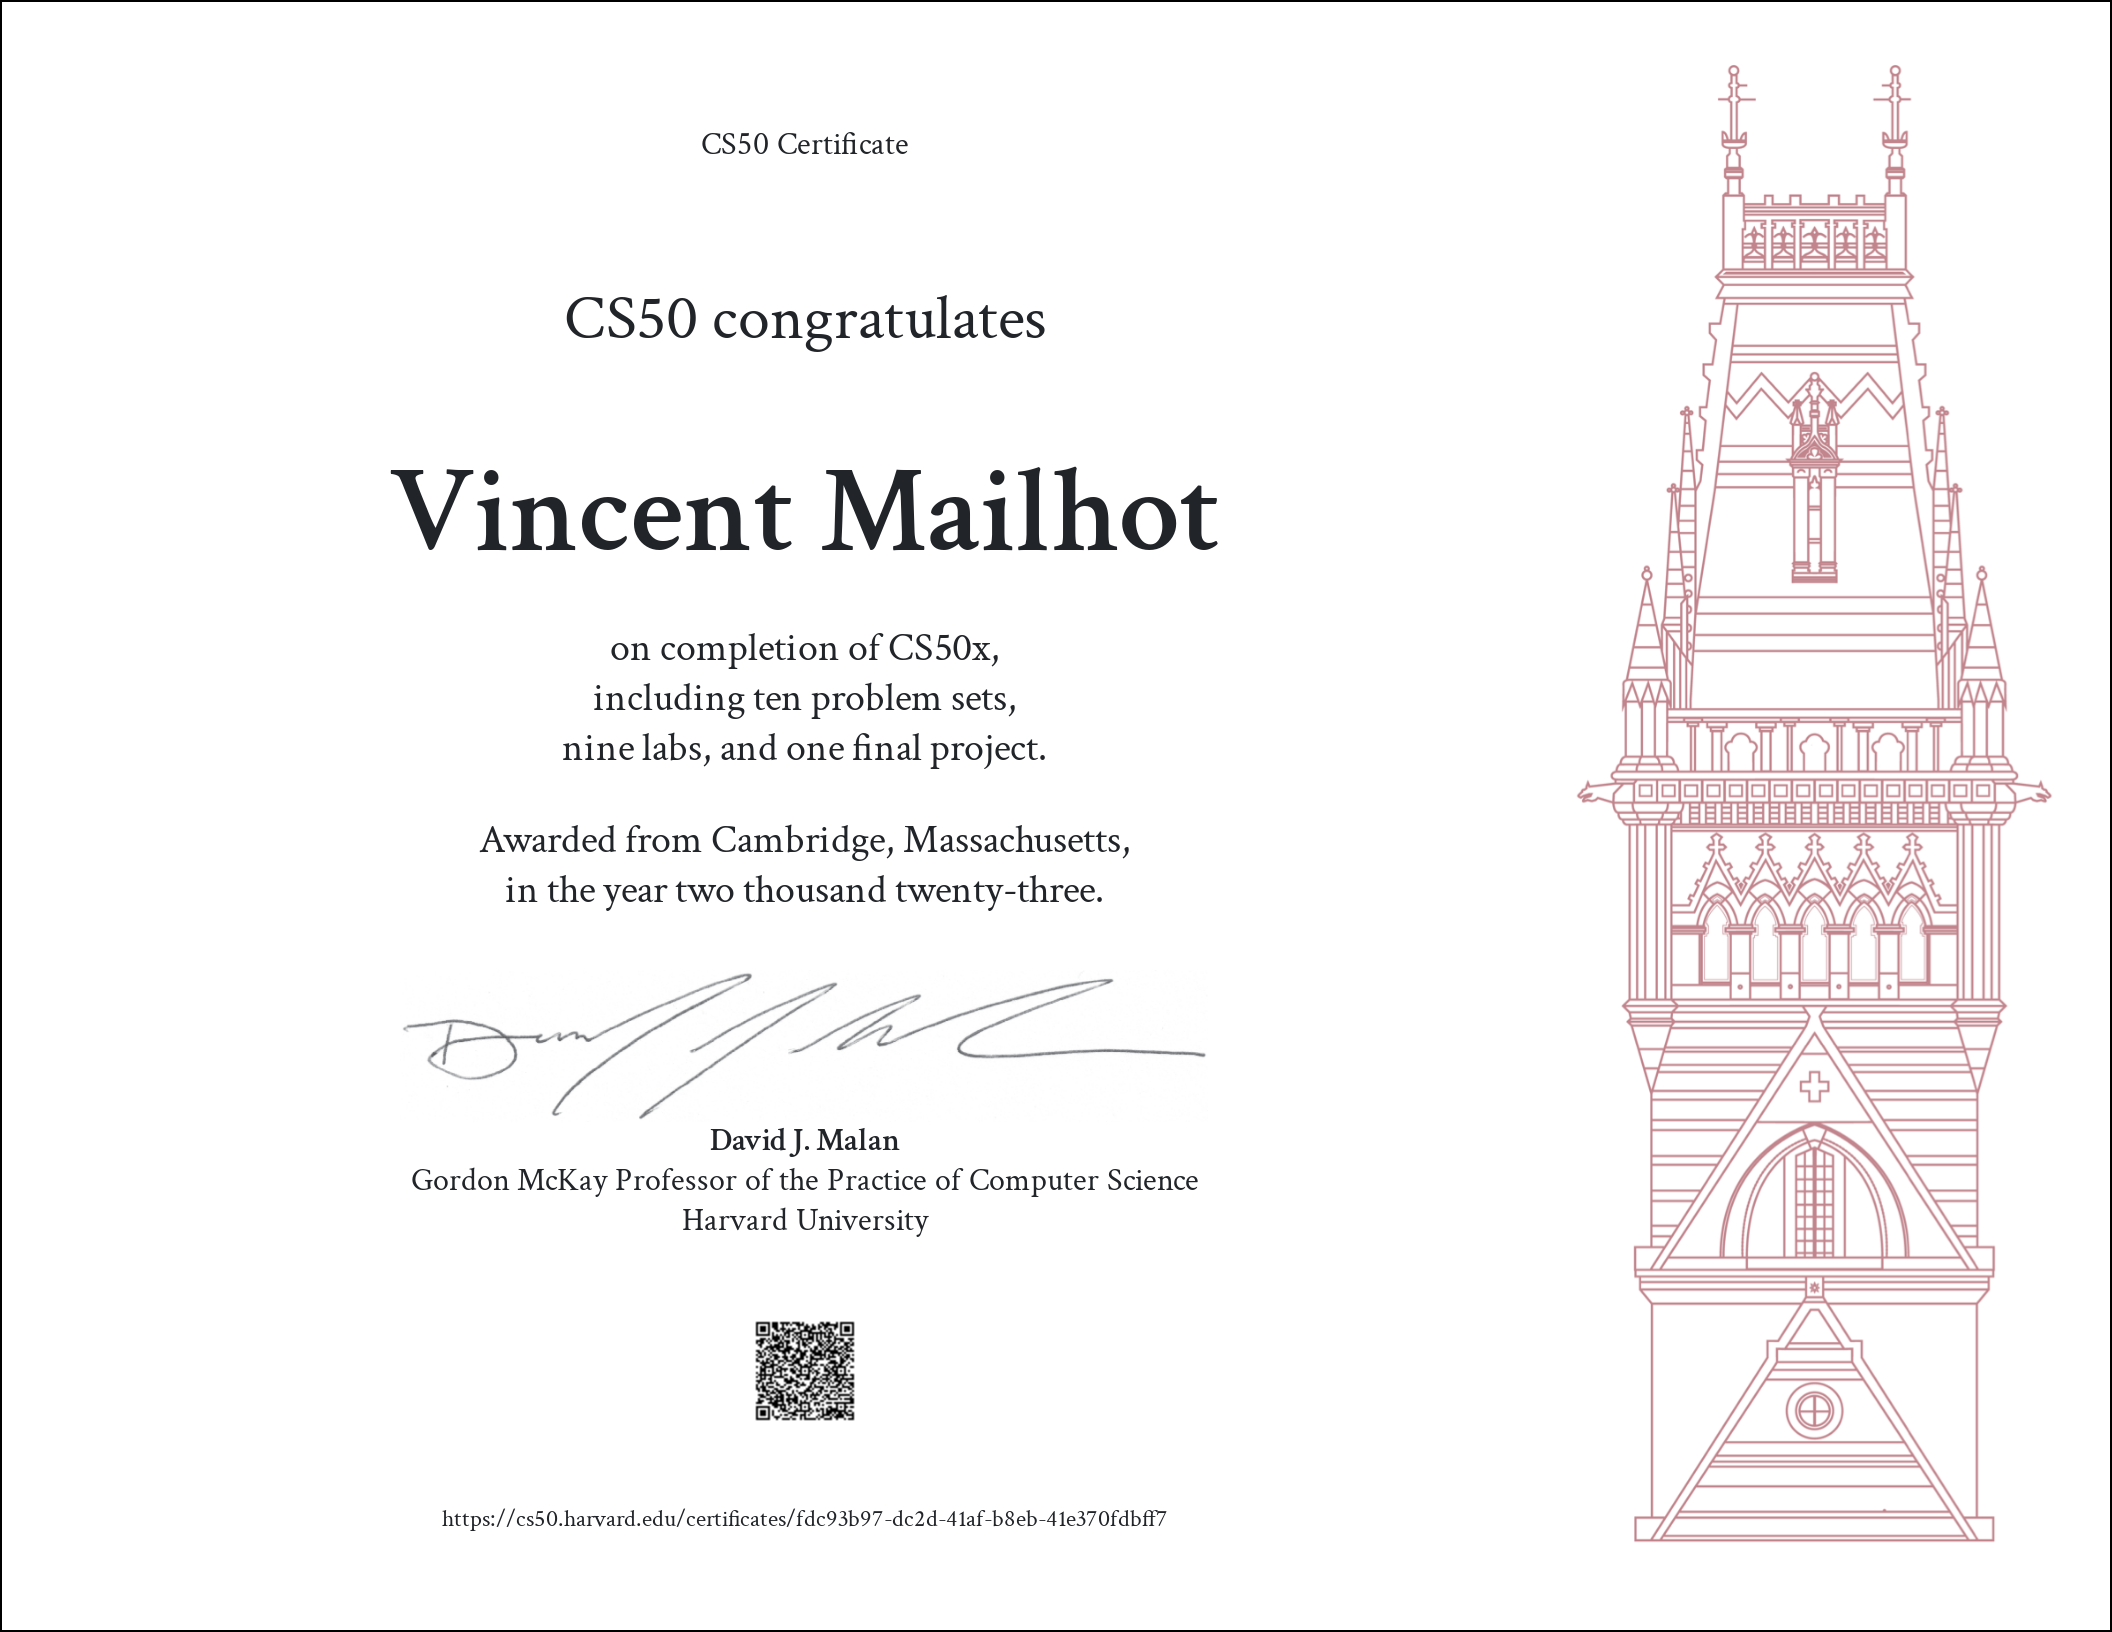 CS50 Certificate
CS50 congratulates
Vincent Mailhot
on completion of CS50x,
including ten problem sets,
nine labs, and one final project.
Awarded from Cambridge, Massachusetts,
in the year two thousand twenty-three.
David J. Malan
Gordon McKay Professor of the Practice of Computer Science
Harvard University
https://cs50.harvard.edu/certificates/fdc93b97-dc2d-41af-b8eb-41e370fdbff7